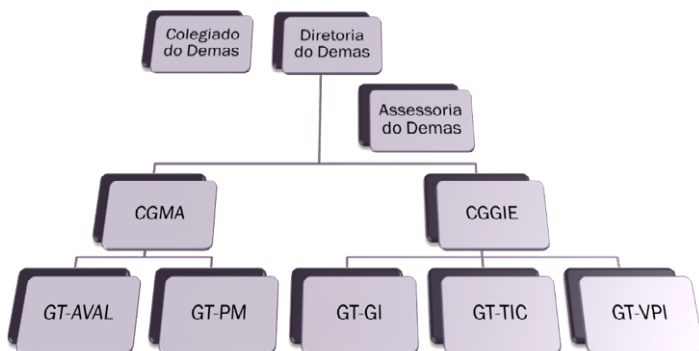 Colegiado
do Demas
Diretoria
do Demas
Assessoria
do Demas
CGMA
CGGIE
GT-AVAL
GT-PM
GT-GI
GT-TIC
GT-VPI